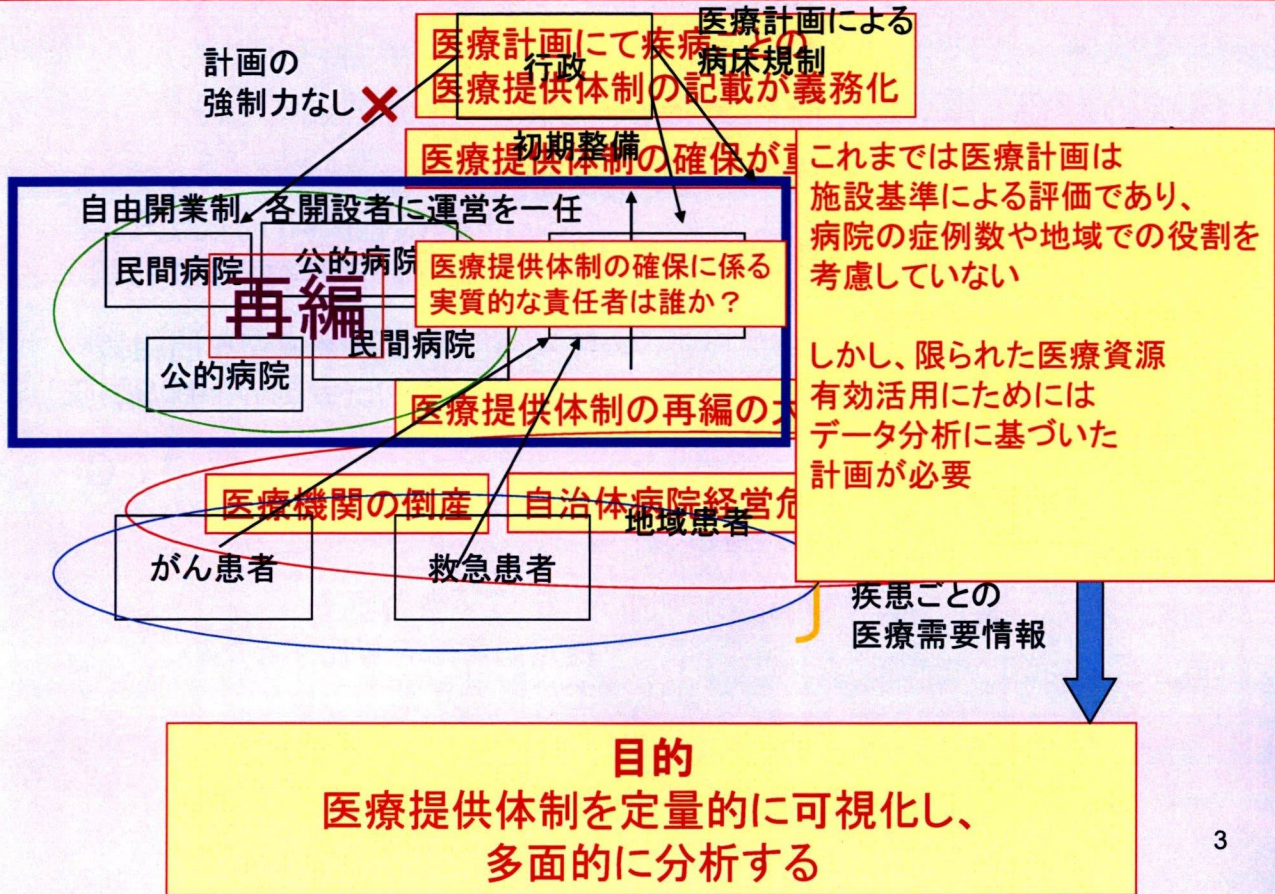 計画の
強制力なし
医療計画にて疾病ごとの
医療提供体制の記載が義務化
行政
医療計画による
病床規制
初期整備
医療提供体制の確保が重
これまでは医療計画は
施設基準による評価であり、
病院の症例数や地域での役割を
考慮していない
しかし、限られた医療資源
有効活用にためには
データ分析に基づいた
計画が必要
自由開業制
各開設者に運営を一任
民間病院
公的病院
再編
医療提供体制の確保に係る
実質的な責任者は誰か?
民間病院
公的病院
医療提供体制の再編の
医療機関の倒産
自治体病院経営危
地域患者
がん患者
救急患者
疾患ごとの
医療需要情報
目的
医療提供体制を定量的に可視化し、
多面的に分析する
3